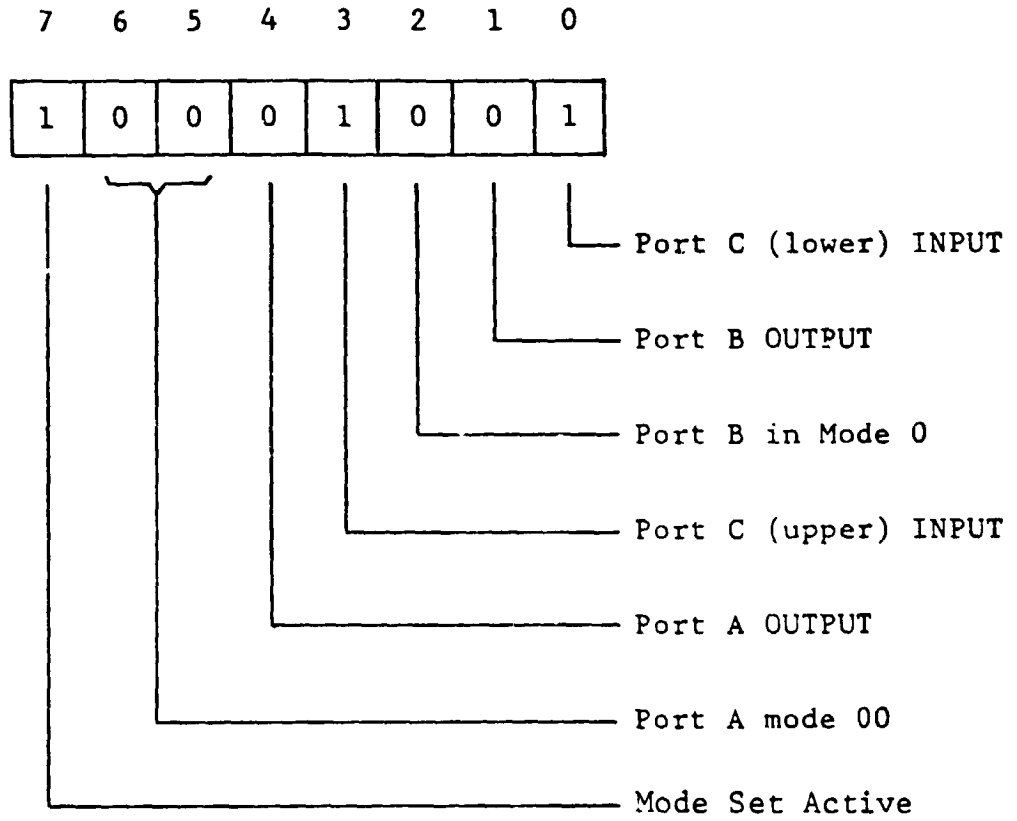 7 6 5 4 3 2 1 0
1 0 0 0 1 0 0 1
Port C (lower) INPUT
Port B OUTPUT
Port B in Mode 0
Port C (upper) INPUT
Port A OUTPUT
Port A mode 00
Mode Set Active